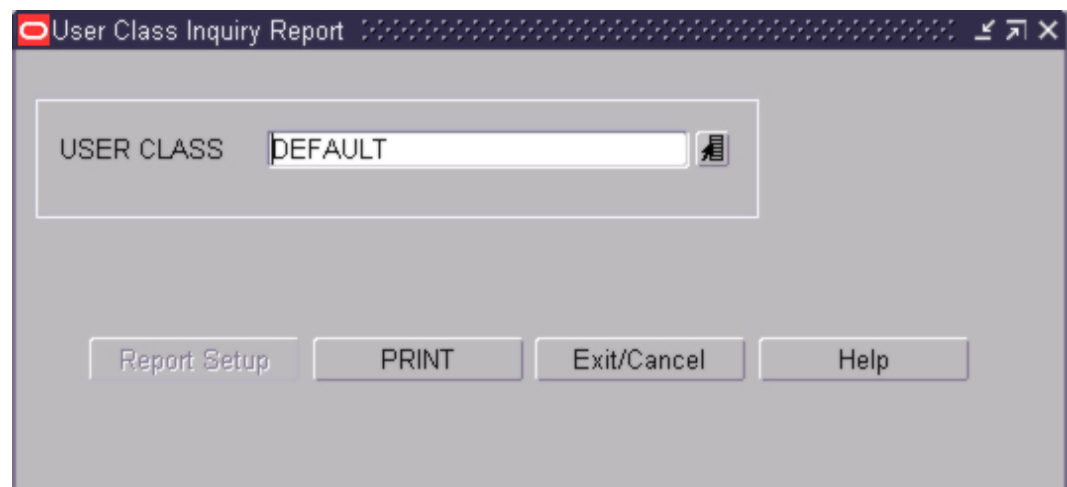 User Class Inquiry Report
USER CLASS DEFAULT
Report Setup PRINT Exit/Cancel Help